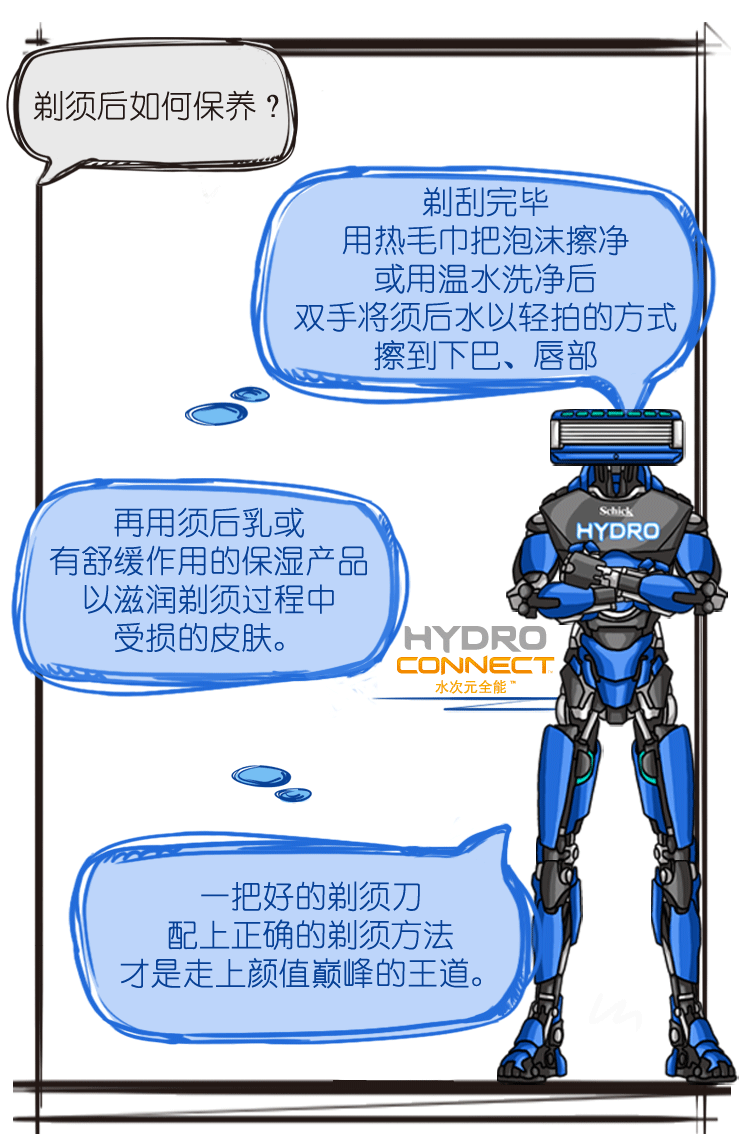 剃须后如何保养？
剃刮完毕
用热毛巾把泡沫擦净
或用温水洗净后
双手将须后水以轻拍的方式
擦到下巴、唇部
Schick
HYDRO
再用须后乳或
有舒缓作用的保湿产品
以滋润剃须过程中
受损的皮肤。
HYDRO
CONNECT
水次元全能™
一把好的剃须刀
配上正确的剃须方法
才是走上颜值巅峰的王道。